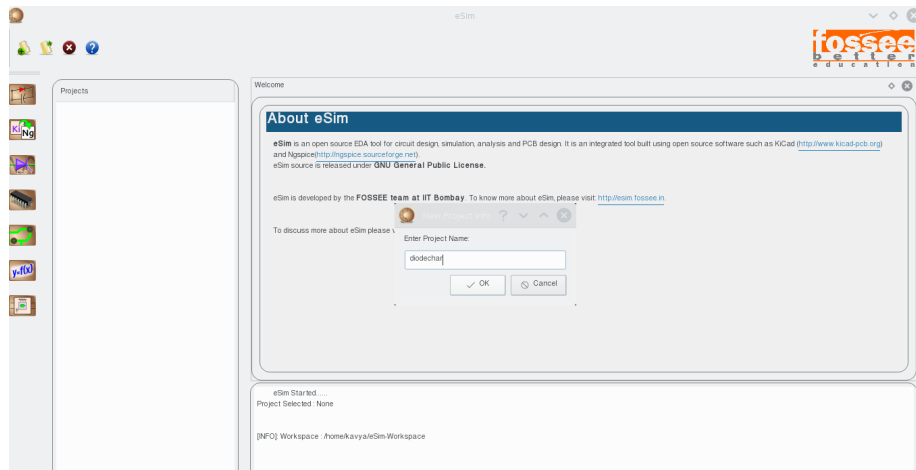 eSim
fossee
better
education
Projects
Welcome
Ki
Ng
y=f(x)
About eSim
eSim is an open source EDA tool for circuit design, simulation, analysis and PCB design. It is an integrated tool built using open source software such as KiCad (http://www.kicad-pcb.org)
and Ngspice(http://ngspice.sourceforge.net).
eSim source is released under GNU General Public License.
eSim is developed by the FOSSEE team at IIT Bombay. To know more about eSim, please visit: http://esim.fossee.in.
To discuss more about eSim please v
Enter Project Name:
diodechar
OK
Cancel
eSim Started......
Project Selected : None
[INFO]: Workspace : /home/kavya/eSim-Workspace